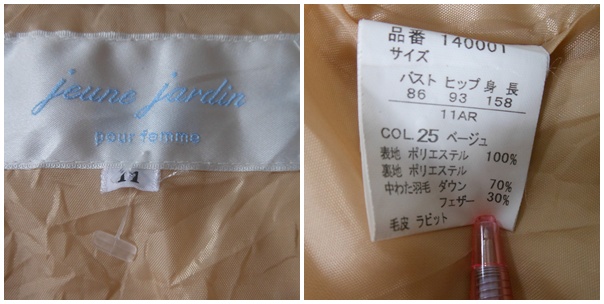 jeune jardin
pour femme
11
品番 140001
サイズ
バスト ヒップ 身長
86 93 158
11AR
COL.25 ベージュ
表地 ポリエステル 100%
裏地 ポリエステル
中わた羽毛 ダウン 70%
フェザー 30%
毛皮 ラビット